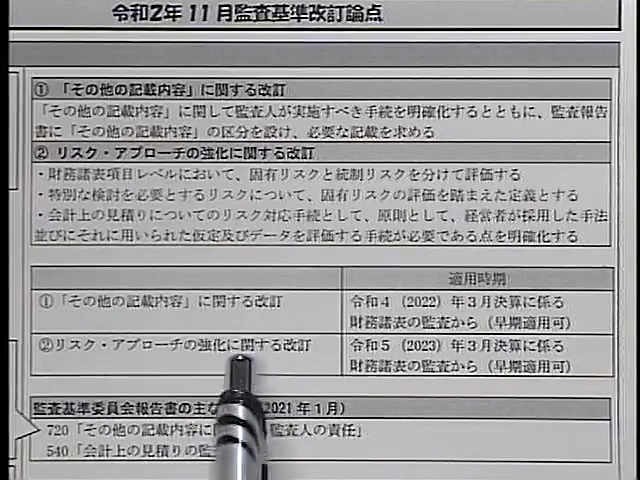 令和2年11月監査基準改訂論点
① 「その他の記載内容」に関する改訂
「その他の記載内容」に関して監査人が実施すべき手続を明確化するとともに、監査報告
書に「その他の記載内容」の区分を設け、必要な記載を求める
② リスク・アプローチの強化に関する改訂
・財務諸表項目レベルにおいて、固有リスクと統制リスクを分けて評価する
・特別な検討を必要とするリスクについて、固有リスクの評価を踏まえた定義とする
・会計上の見積りについてのリスク対応手続として、原則として、経営者が採用した手法
並びにそれに用いられた仮定及びデータを評価する手続が必要である点を明確化する
適用時期
①「その他の記載内容」に関する改訂
令和4（2022）年3月決算に係る
財務諸表の監査から（早期適用可）
②リスク・アプローチの強化に関する改訂
令和5（2023）年3月決算に係る
財務諸表の監査から（早期適用可）
監査基準委員会報告書の主な 2021年1月）
720「その他の記載内容に 監査人の責任」
540「会計上の見積りの監